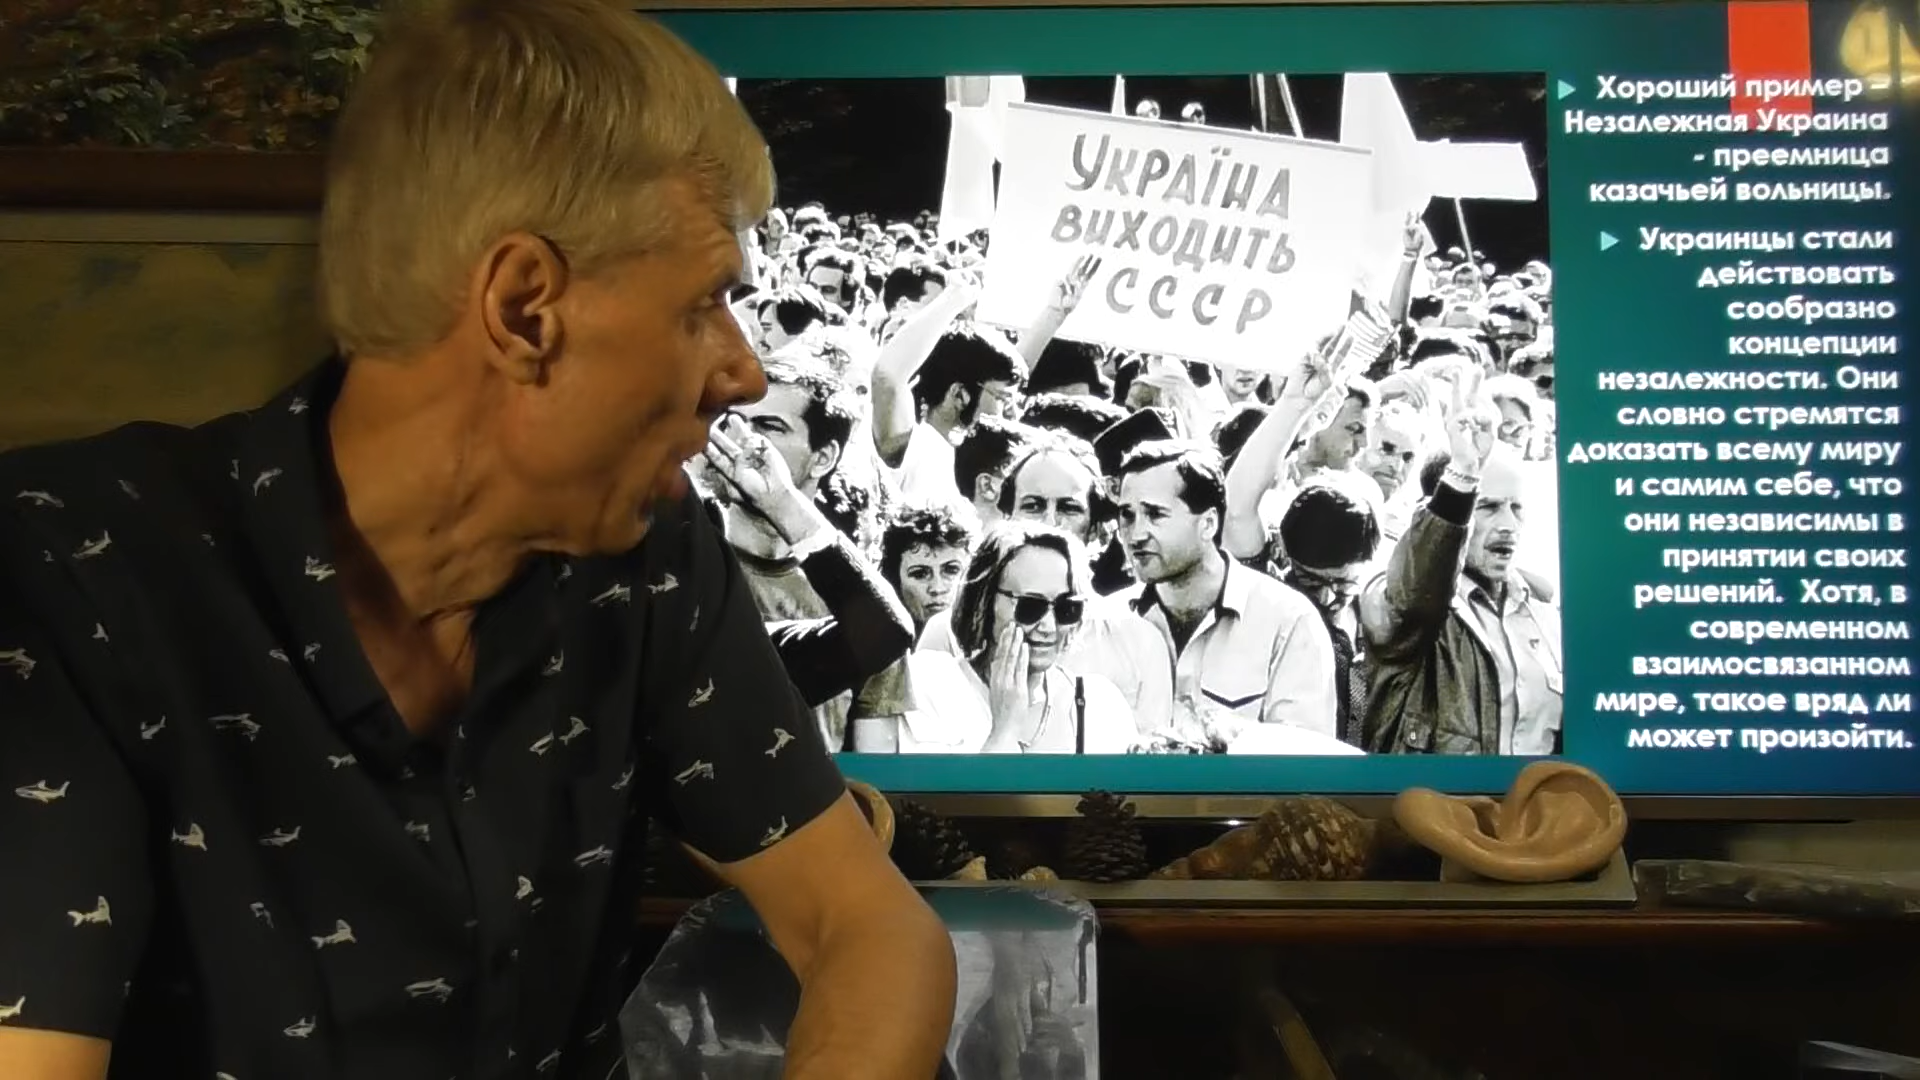 УКРАЇНА
ВИХОДИТЬ
СССР
Хороший пример –
Незалежная Украина
- преемница
казачьей вольницы.
Украинцы стали
действовать
сообразно
концепции
незалежности. Они
словно стремятся
доказать всему миру
и самим себе, что
они независимы в
принятии своих
решений. Хотя, в
современном
взаимосвязанном
мире, такое вряд ли
может произойти.